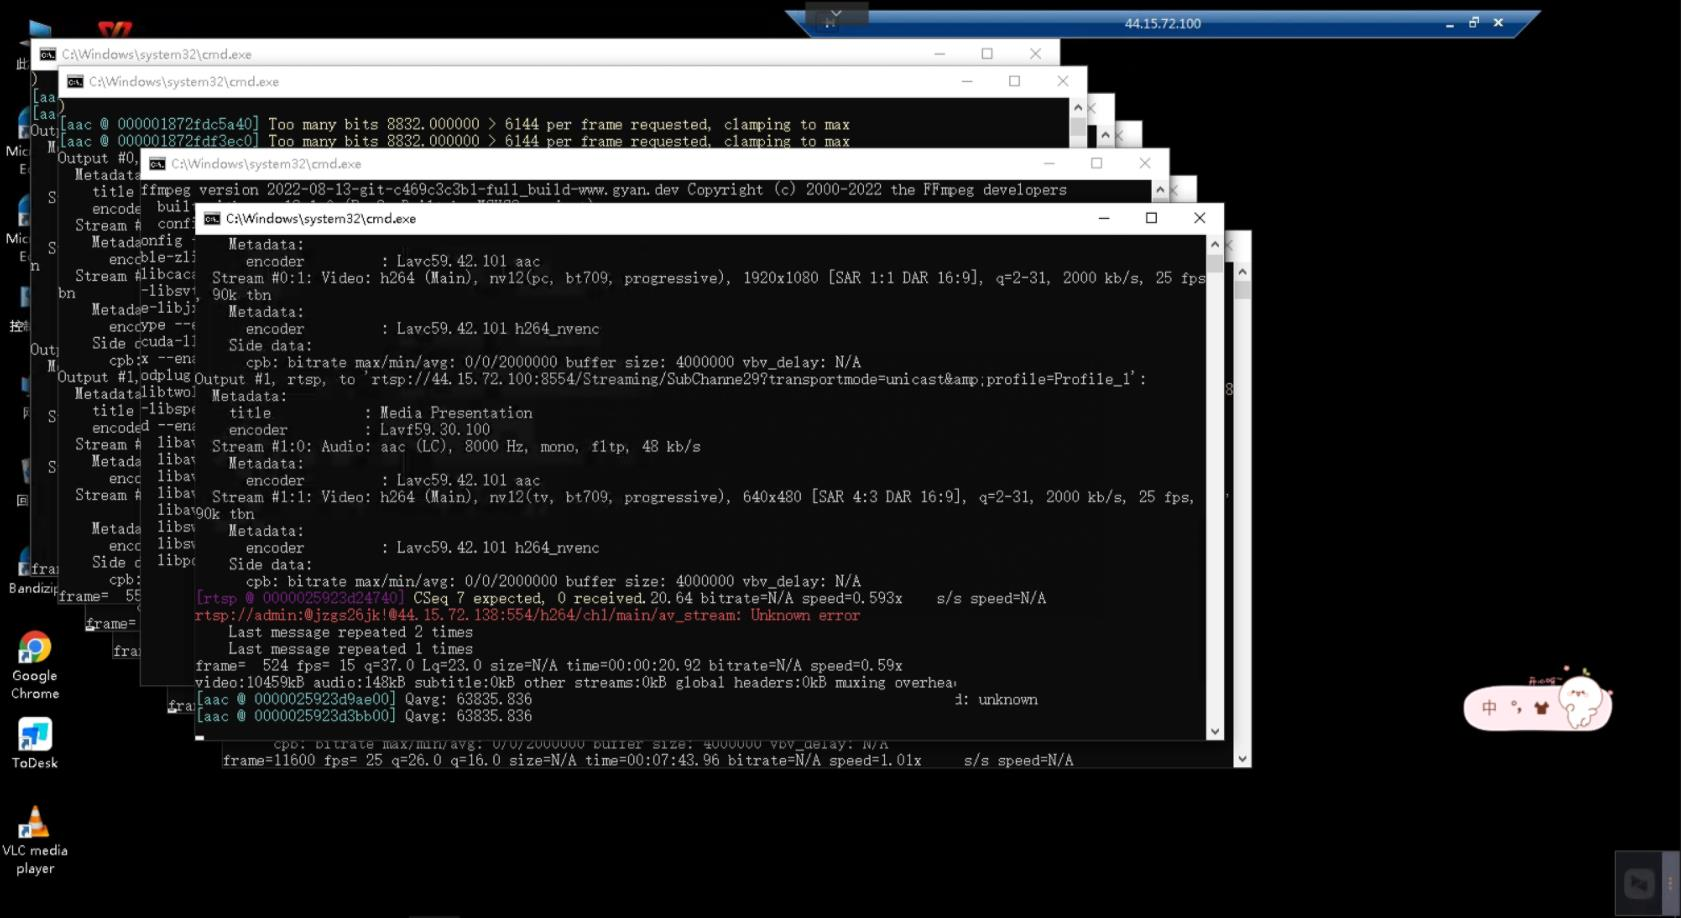 44.15.72.100
C:\Windows\system32\cmd.exe
C:\Windows\system32\cmd.exe
[aac @ 000001872fdc5a40] Too many bits 8832.000000 > 6144 per frame requested, clamping to max
[aac @ 000001872fdf3ec0] Too many bits 8832.000000 > 6144 per frame requested, clamping to max
Output #0,
Metadata
title
encode
Stream #
Metada
enco
Stream #
Metada
enco
Side d
cpb:
Output #1,
Metadata
title
encode
Stream #
Metada
enco
Stream #
Metada
enco
Side d
cpb:
frame= 55
C:\Windows\system32\cmd.exe
ffmpeg version 2022-08-13-git-c469c3c3b1-full_build-www.gyan.dev Copyright (c) 2000-2022 the FFmpeg developers
C:\Windows\system32\cmd.exe
Metadata:
encoder : Lavc59.42.101 aac
Stream #0:1: Video: h264 (Main), nv12(pc, bt709, progressive), 1920x1080 [SAR 1:1 DAR 16:9], q=2-31, 2000 kb/s, 25 fps
, 90k tbn
Metadata:
encoder : Lavc59.42.101 h264_nvenc
Side data:
cpb: bitrate max/min/avg: 0/0/2000000 buffer size: 4000000 vbv_delay: N/A
Output #1, rtsp, to 'rtsp://44.15.72.100:8554/Streaming/SubChanne29?transportmode=unicast&amp;profile=Profile_1':
Metadata:
title : Media Presentation
encoder : Lavf59.30.100
Stream #1:0: Audio: aac (LC), 8000 Hz, mono, fltp, 48 kb/s
Metadata:
encoder : Lavc59.42.101 aac
Stream #1:1: Video: h264 (Main), nv12(tv, bt709, progressive), 640x480 [SAR 4:3 DAR 16:9], q=2-31, 2000 kb/s, 25 fps,
90k tbn
Metadata:
encoder : Lavc59.42.101 h264_nvenc
Side data:
cpb: bitrate max/min/avg: 0/0/2000000 buffer size: 4000000 vbv_delay: N/A
[rtsp @ 0000025923d24740] CSeq 7 expected, 0 received.20.64 bitrate=N/A speed=0.593x s/s speed=N/A
rtsp://admin:@jzgs26jk!@44.15.72.138:554/h264/ch1/main/av_stream: Unknown error
Last message repeated 2 times
Last message repeated 1 times
frame= 524 fps= 15 q=37.0 Lq=23.0 size=N/A time=00:00:20.92 bitrate=N/A speed=0.59x
video:10459kB audio:148kB subtitle:0kB other streams:0kB global headers:0kB muxing overhea
d: unknown
[aac @ 0000025923d9ae00] Qavg: 63835.836
[aac @ 0000025923d3bb00] Qavg: 63835.836
cpb: bitrate max/min/avg: 0/0/2000000 buffer size: 4000000 vbv_delay: N/A
frame=11600 fps= 25 q=26.0 q=16.0 size=N/A time=00:07:43.96 bitrate=N/A speed=1.01x s/s speed=N/A
Bandizip
Google
Chrome
ToDesk
VLC media
player
中